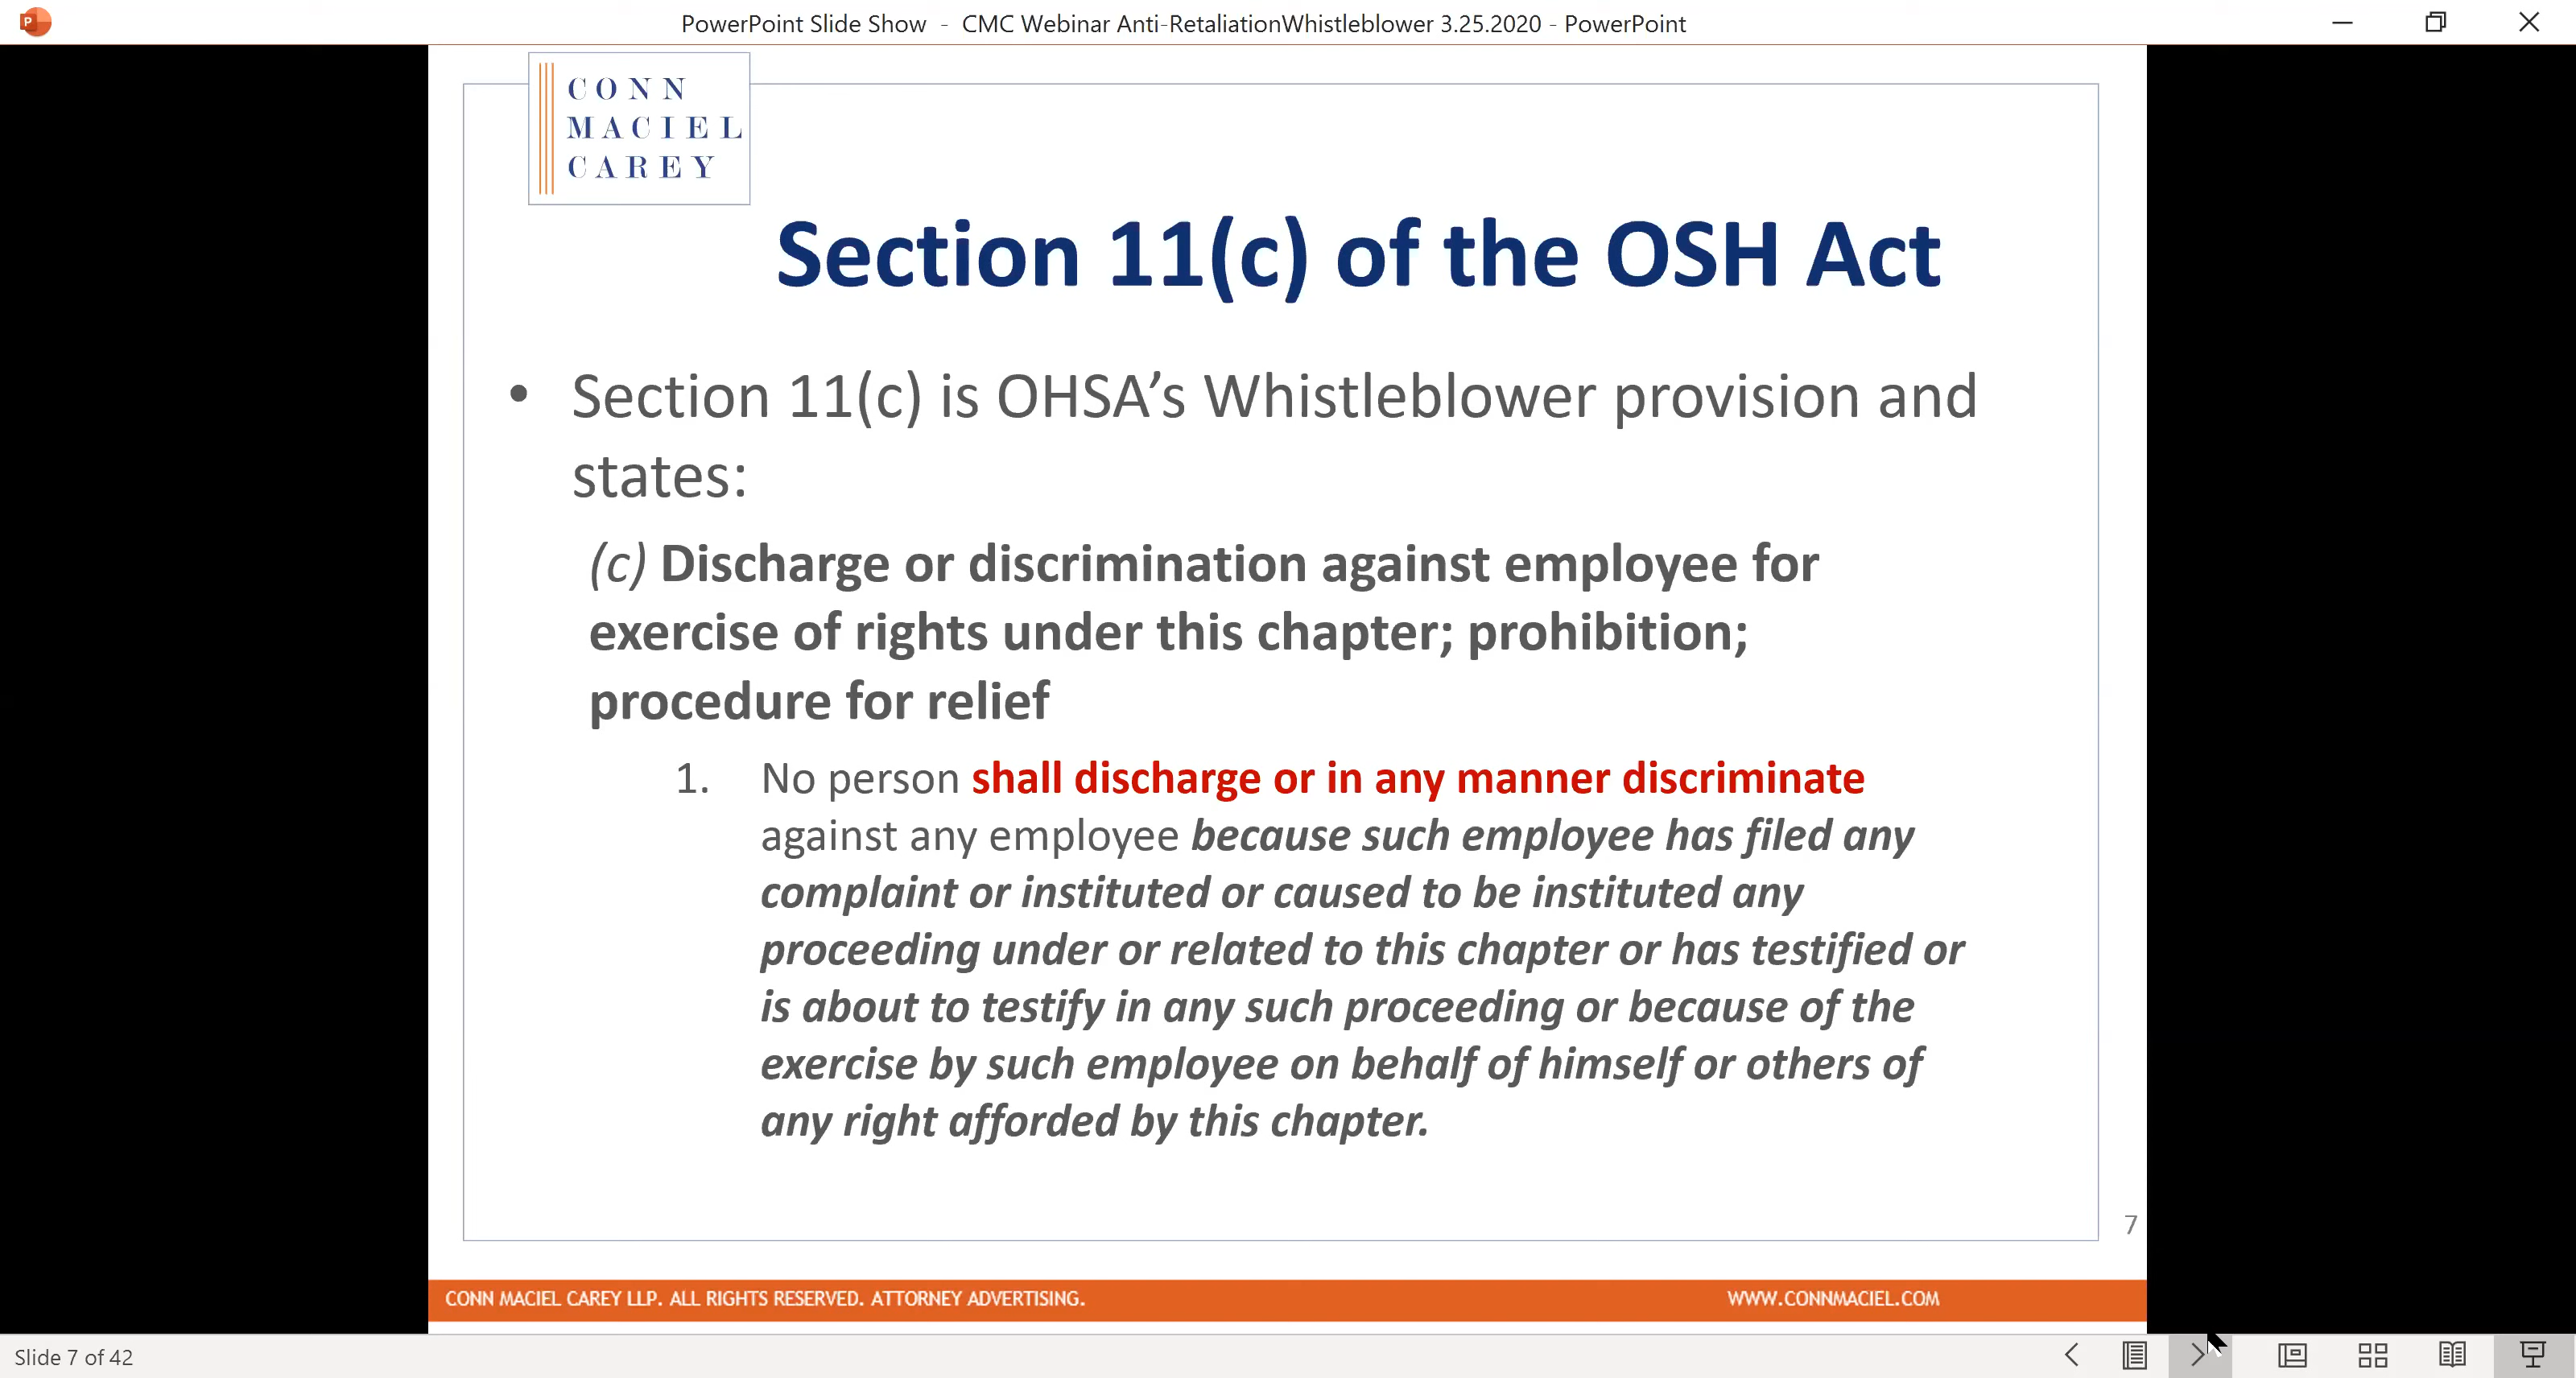 PowerPoint Slide Show - CMC Webinar Anti-RetaliationWhistleblower 3.25.2020 - PowerPoint
CONN
MACIEL
CAREY
Section 11(c) of the OSH Act
• Section 11(c) is OHSA’s Whistleblower provision and
states:
(c) Discharge or discrimination against employee for
exercise of rights under this chapter; prohibition;
procedure for relief
1. No person shall discharge or in any manner discriminate
against any employee because such employee has filed any
complaint or instituted or caused to be instituted any
proceeding under or related to this chapter or has testified or
is about to testify in any such proceeding or because of the
exercise by such employee on behalf of himself or others of
any right afforded by this chapter.
7
CONN MACIEL CAREY LLP. ALL RIGHTS RESERVED. ATTORNEY ADVERTISING.
WWW.CONNMACIEL.COM
Slide 7 of 42